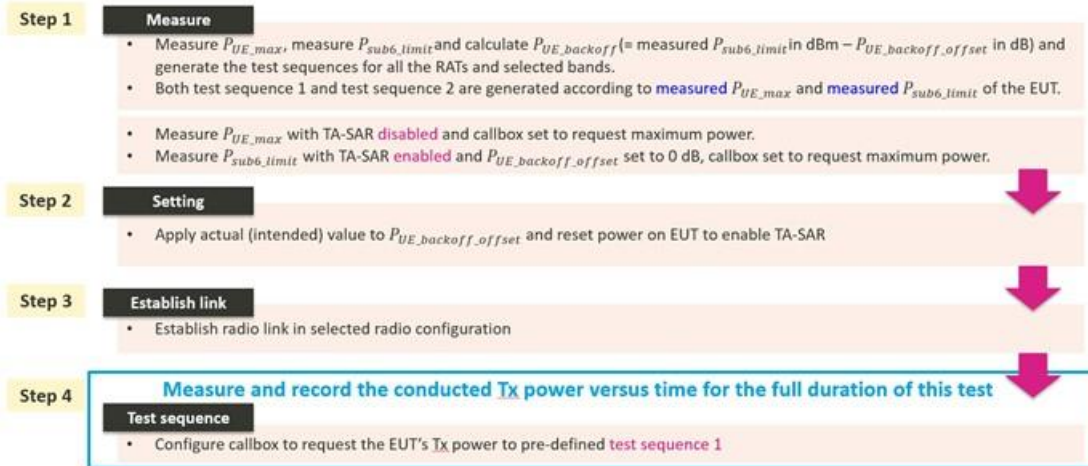 Step 1
Measure
• Measure P_UE_max, measure P_sub6_limit and calculate P_UE_backoff (= measured P_sub6_limit in dBm – P_UE_backoff_offset in dB) and
generate the test sequences for all the RATs and selected bands.
• Both test sequence 1 and test sequence 2 are generated according to measured P_UE_max and measured P_sub6_limit of the EUT.
• Measure P_UE_max with TA-SAR disabled and callbox set to request maximum power.
• Measure P_sub6_limit with TA-SAR enabled and P_UE_backoff_offset set to 0 dB, callbox set to request maximum power.
Step 2
Setting
• Apply actual (intended) value to P_UE_backoff_offset and reset power on EUT to enable TA-SAR
Step 3
Establish link
• Establish radio link in selected radio configuration
Step 4
Measure and record the conducted Tx power versus time for the full duration of this test
Test sequence
• Configure callbox to request the EUT's Tx power to pre-defined test sequence 1